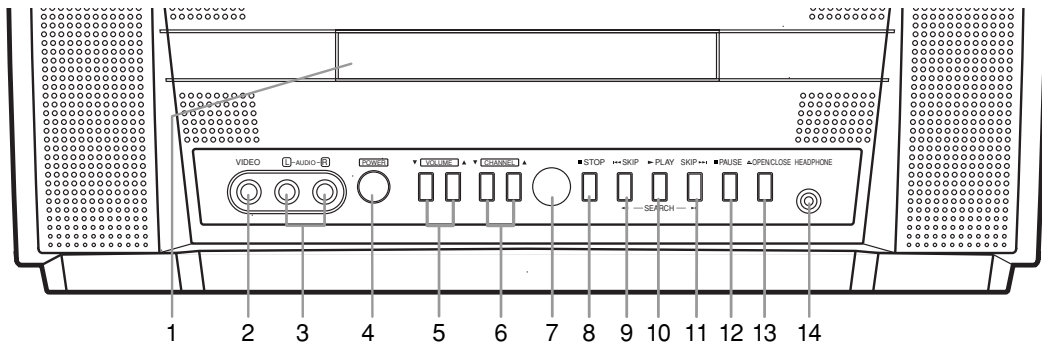 VIDEO L-AUDIO-R POWER ▼ VOLUME ▲ ▼ CHANNEL ▲ ■STOP ⏮SKIP ►PLAY SKIP⏭ ■PAUSE ⏏OPEN/CLOSE HEADPHONE
SEARCH
1 2 3 4 5 6 7 8 9 10 11 12 13 14